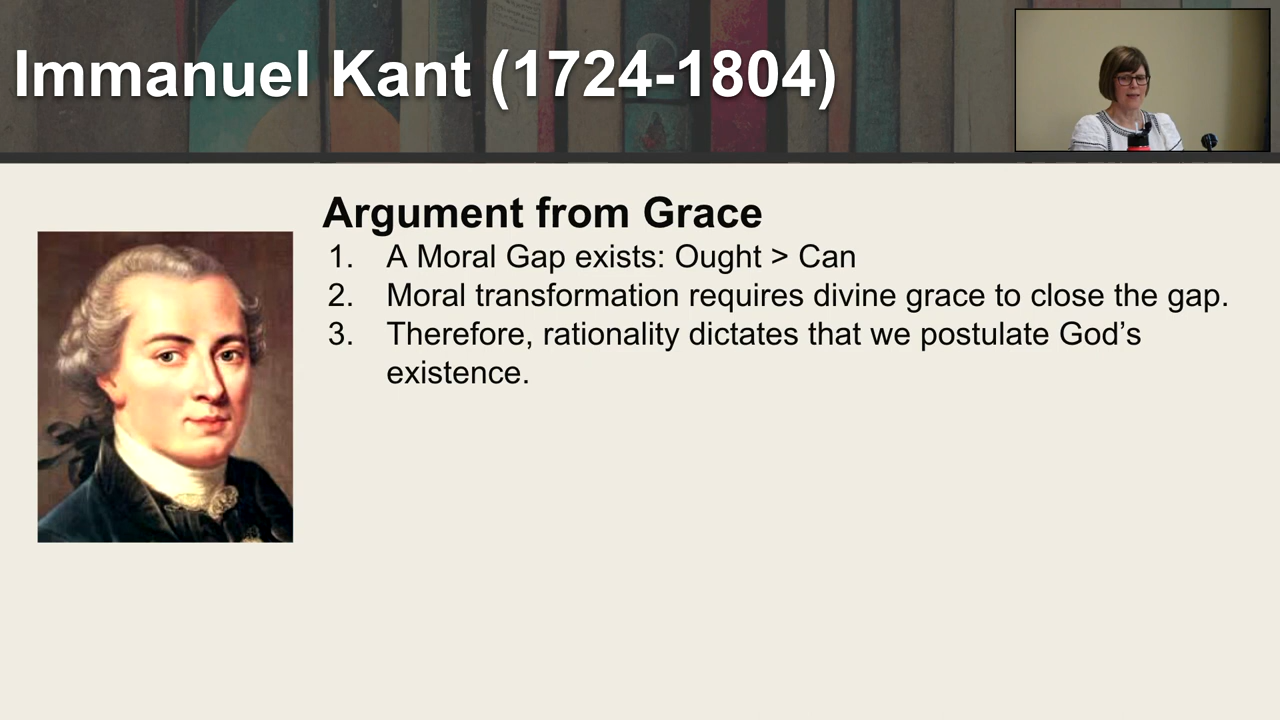 Immanuel Kant (1724-1804)
Argument from Grace
1. A Moral Gap exists: Ought > Can
2. Moral transformation requires divine grace to close the gap.
3. Therefore, rationality dictates that we postulate God’s
existence.